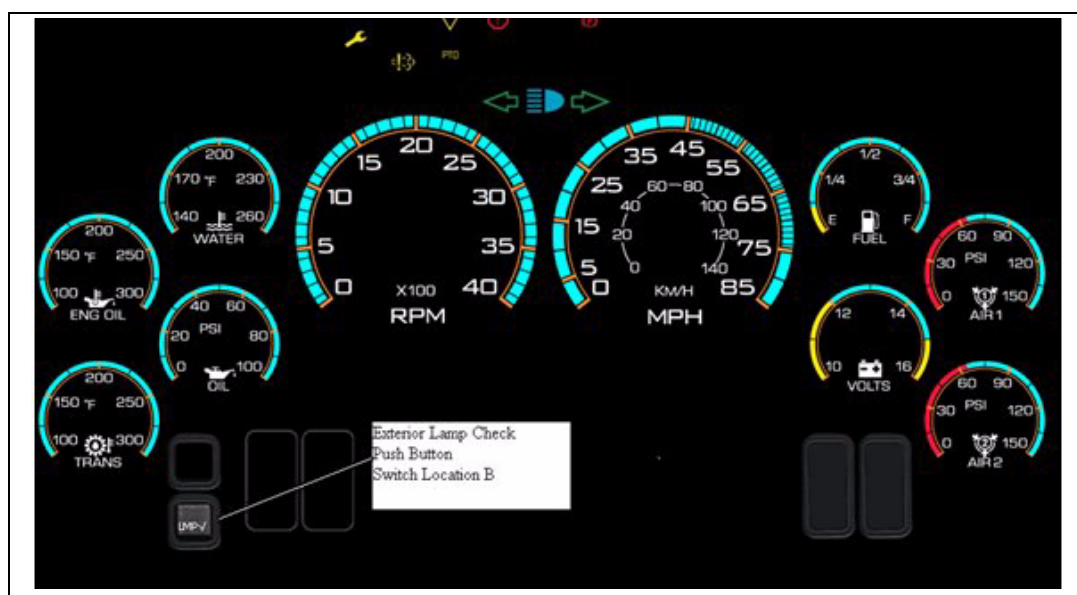 PTO
20
15
25
10
30
5
35
0
X100
40
RPM
45
35
55
25
65
15
75
5
0
85
60 80
40
100
20
120
0
140
KM/H
MPH
200
170 °F 230
140 260
WATER
200
150 °F 250
100 300
ENG OIL
40 60
PSI
20 80
0 100
OIL
200
150 °F 250
100 300
TRANS
1/2
1/4 3/4
E F
FUEL
60 90
PSI
30 120
0 1 150
AIR 1
12 14
10 16
VOLTS
60 90
PSI
30 120
0 2 150
AIR 2
Exterior Lamp Check
Push Button
Switch Location B
LMP√